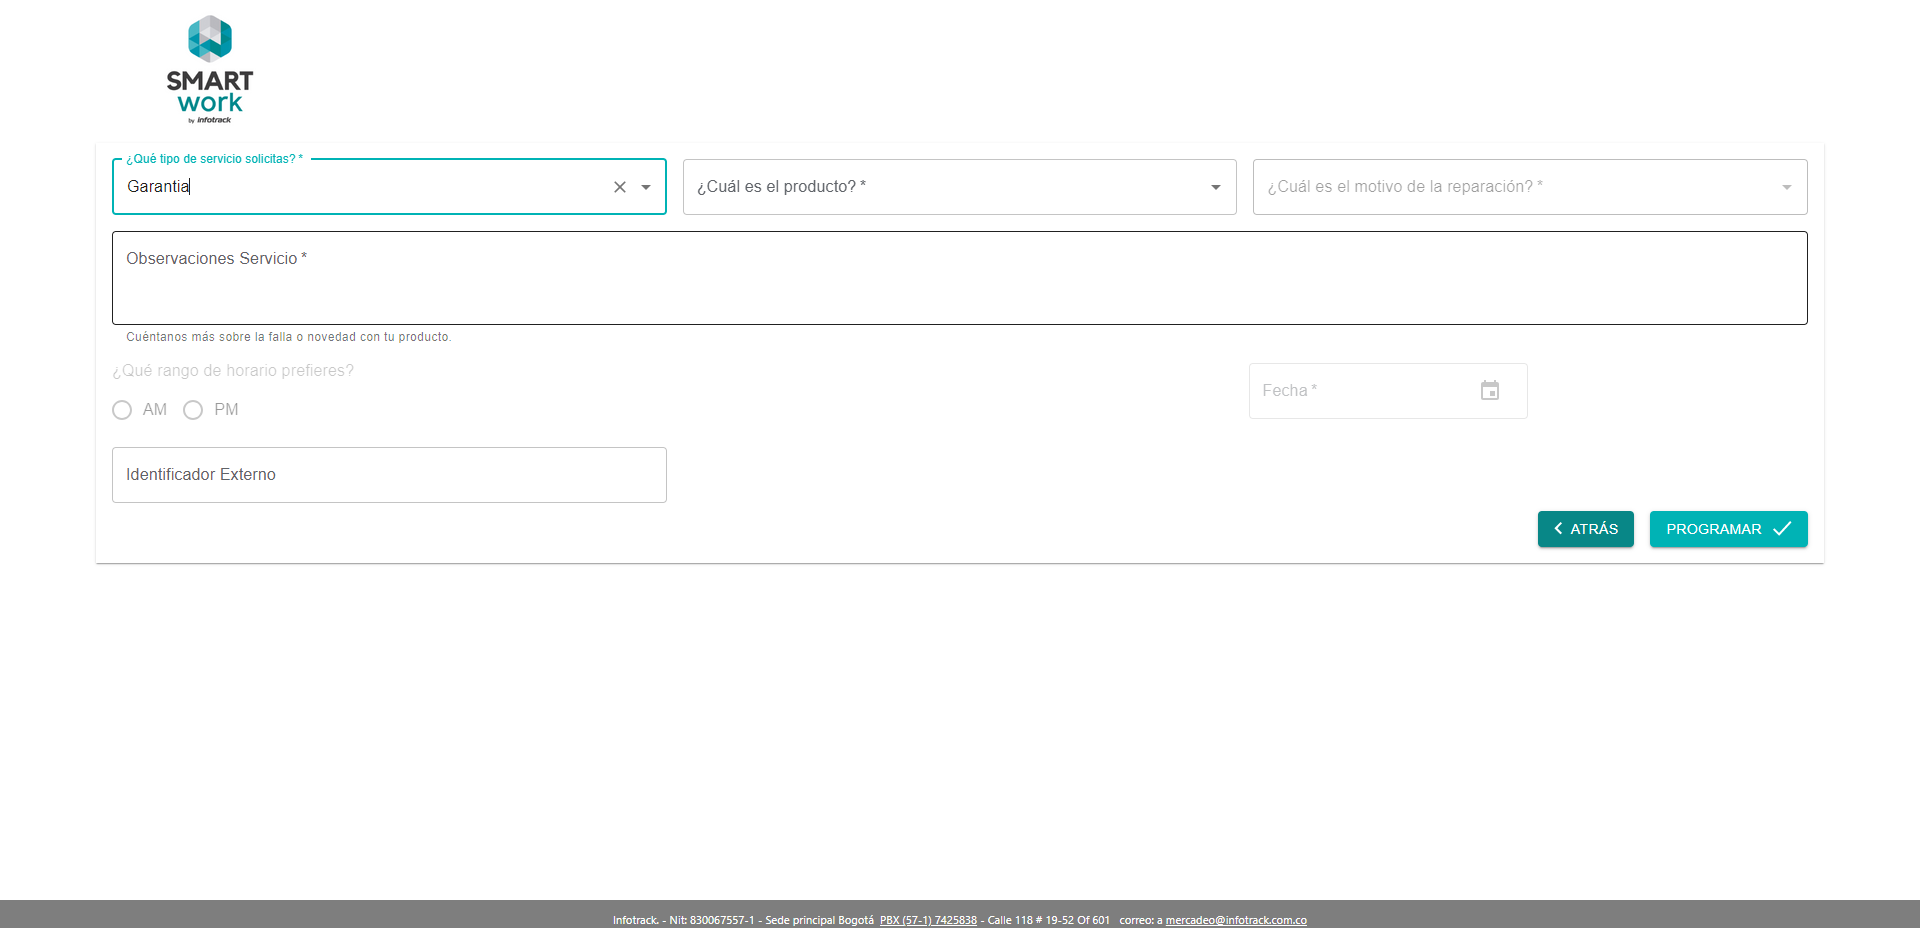 SMART
work
by infotrack
¿Qué tipo de servicio solicitas? *
Garantia
¿Cuál es el producto? *
¿Cuál es el motivo de la reparación? *
Observaciones Servicio *
Cuéntanos más sobre la falla o novedad con tu producto.
¿Qué rango de horario prefieres?
AM PM
Fecha *
Identificador Externo
ATRÁS
PROGRAMAR
Infotrack. - Nit: 830067557-1 - Sede principal Bogotá PBX (57-1) 7425838 - Calle 118 # 19-52 Of 601 correo: a mercadeo@infotrack.com.co